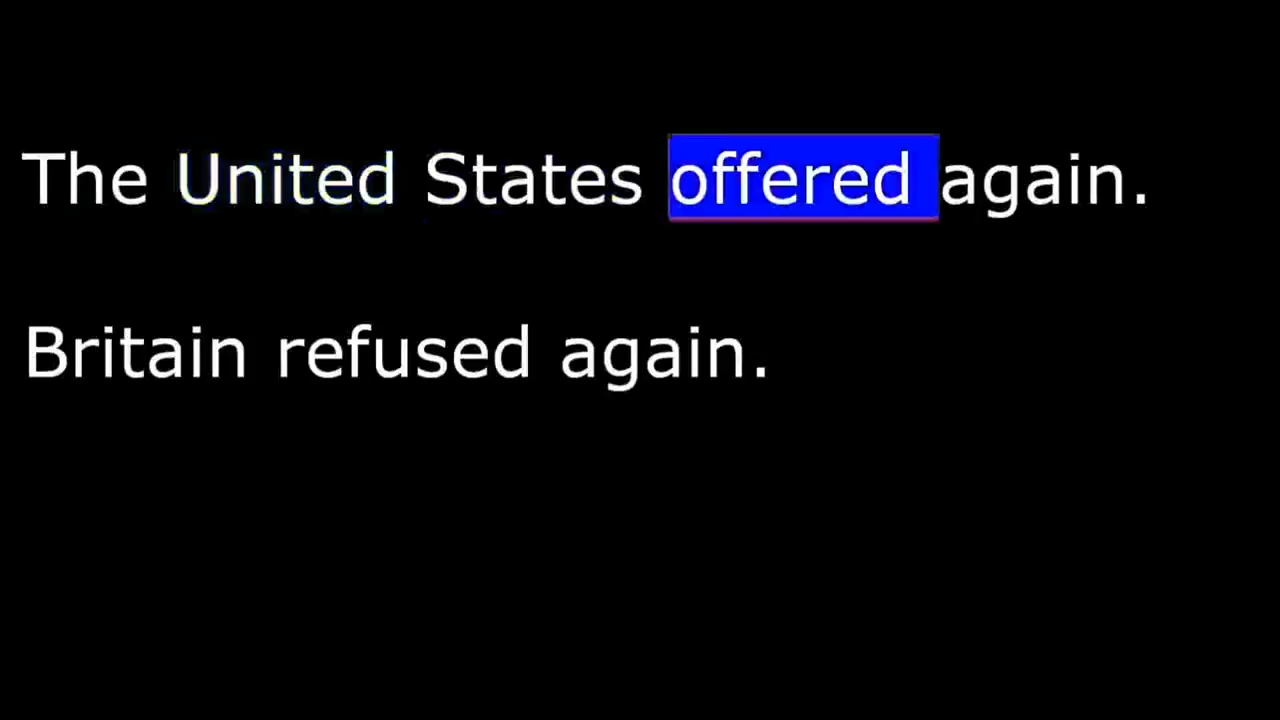 The United States offered again.
Britain refused again.